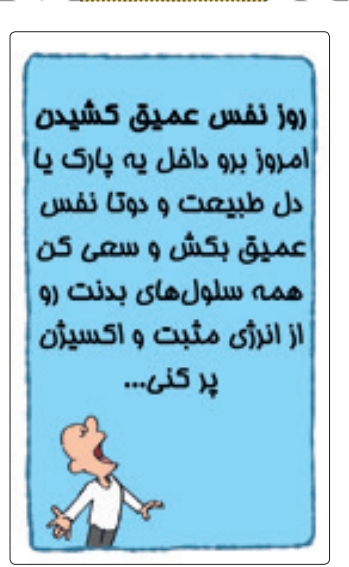 روز نفس عمیق کشیدن
امروز برو داخل یه پارک یا
دل طبیعت و دوتا نفس
عمیق بکش و سعی کن
همه سلول‌های بدنت رو
از انرژی مثبت و اکسیژن
پر کنی...